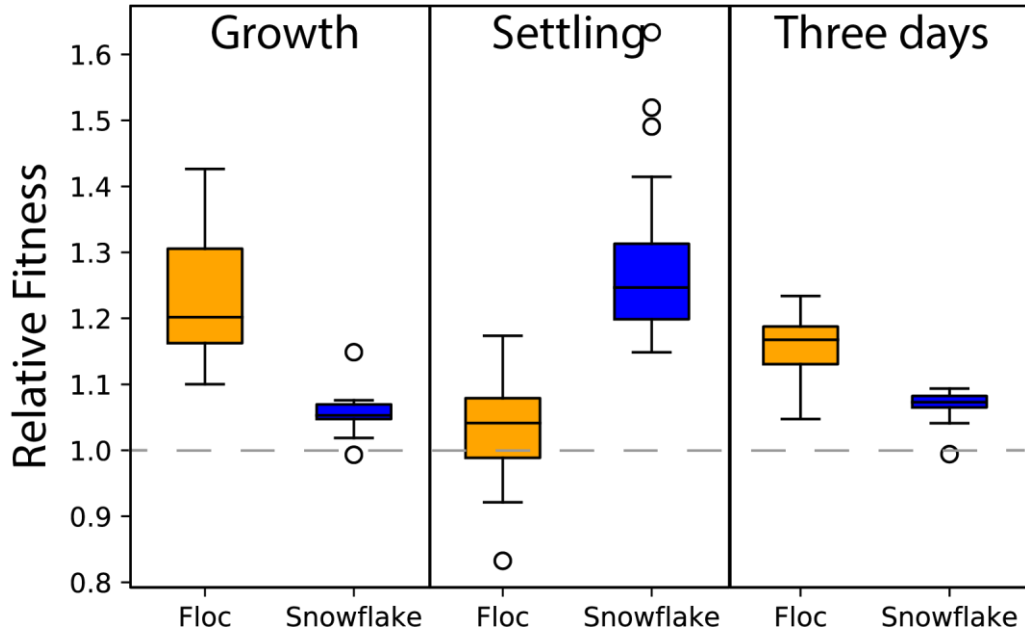 Growth
Settling
Three days
Relative Fitness
1.6
1.5
1.4
1.3
1.2
1.1
1.0
0.9
0.8
Floc Snowflake Floc Snowflake Floc Snowflake